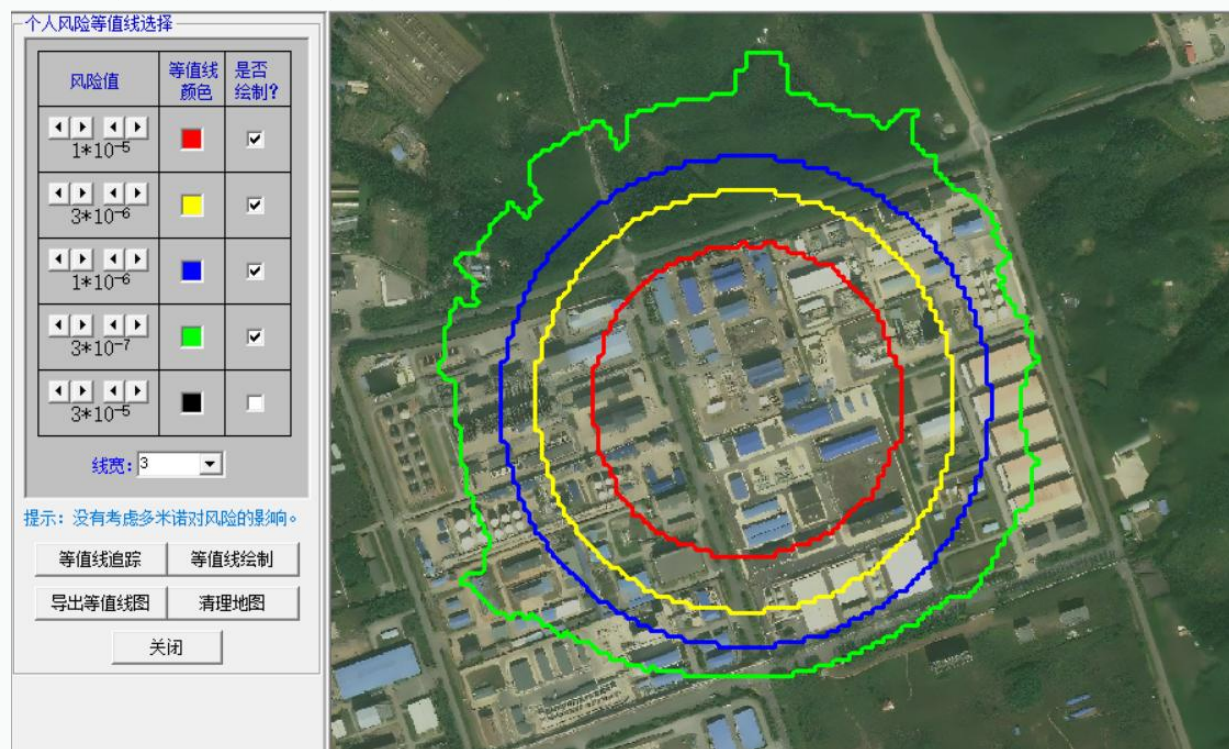 个人风险等值线选择
风险值 等值线颜色 是否绘制?
1*10⁻⁵
3*10⁻⁶
1*10⁻⁶
3*10⁻⁷
3*10⁻⁵
线宽: 3
提示: 没有考虑多米诺对风险的影响。
等值线追踪 等值线绘制
导出等值线图 清理地图
关闭